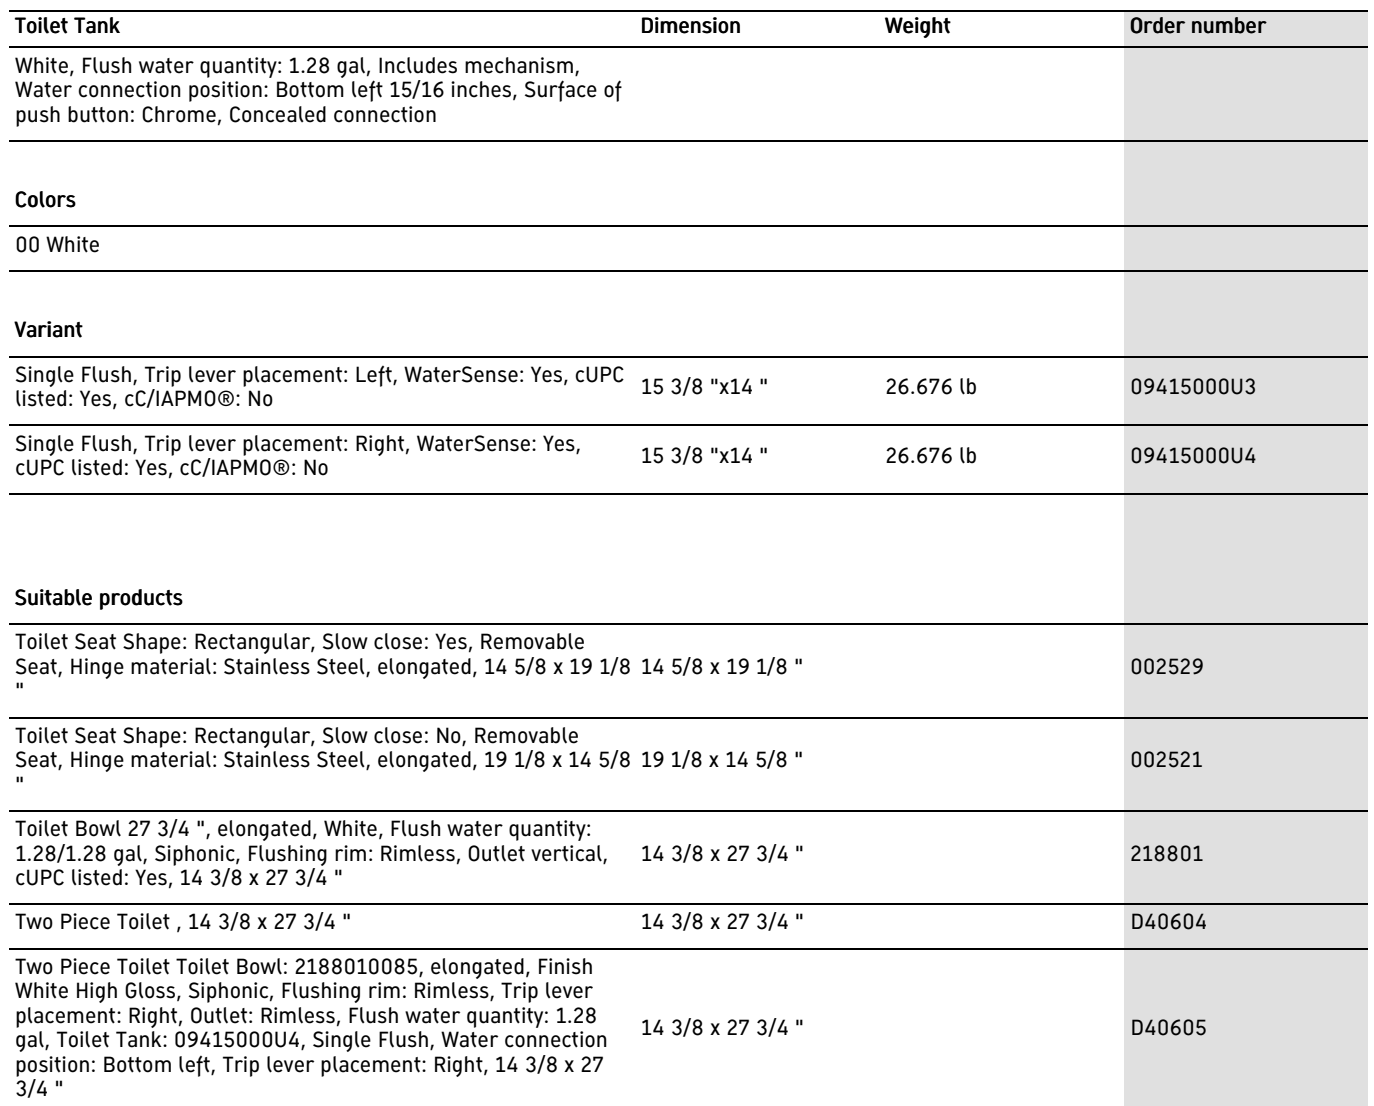 Toilet Tank Dimension Weight Order number
White, Flush water quantity: 1.28 gal, Includes mechanism,
Water connection position: Bottom left 15/16 inches, Surface of
push button: Chrome, Concealed connection
Colors
00 White
Variant
Single Flush, Trip lever placement: Left, WaterSense: Yes, cUPC
listed: Yes, cC/IAPMO®: No
15 3/8 "x14 " 26.676 lb 09415000U3
Single Flush, Trip lever placement: Right, WaterSense: Yes,
cUPC listed: Yes, cC/IAPMO®: No
15 3/8 "x14 " 26.676 lb 09415000U4
Suitable products
Toilet Seat Shape: Rectangular, Slow close: Yes, Removable
Seat, Hinge material: Stainless Steel, elongated, 14 5/8 x 19 1/8
"
14 5/8 x 19 1/8 " 002529
Toilet Seat Shape: Rectangular, Slow close: No, Removable
Seat, Hinge material: Stainless Steel, elongated, 19 1/8 x 14 5/8
"
19 1/8 x 14 5/8 " 002521
Toilet Bowl 27 3/4 ", elongated, White, Flush water quantity:
1.28/1.28 gal, Siphonic, Flushing rim: Rimless, Outlet vertical,
cUPC listed: Yes, 14 3/8 x 27 3/4 "
14 3/8 x 27 3/4 " 218801
Two Piece Toilet , 14 3/8 x 27 3/4 " 14 3/8 x 27 3/4 " D40604
Two Piece Toilet Toilet Bowl: 2188010085, elongated, Finish
White High Gloss, Siphonic, Flushing rim: Rimless, Trip lever
placement: Right, Outlet: Rimless, Flush water quantity: 1.28
gal, Toilet Tank: 09415000U4, Single Flush, Water connection
position: Bottom left, Trip lever placement: Right, 14 3/8 x 27
3/4 "
14 3/8 x 27 3/4 " D40605